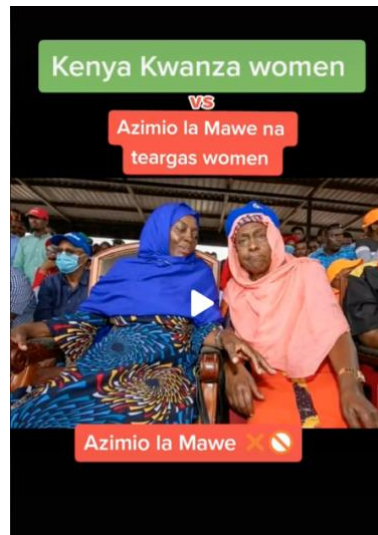 Kenya Kwanza women
vs
Azimio la Mawe na
teargas women
Azimio la Mawe